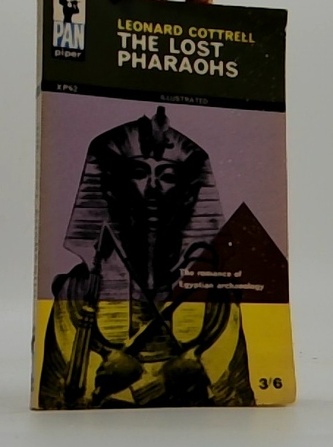 PAN
piper
LEONARD COTTRELL
THE LOST
PHARAOHS
XP62
ILLUSTRATED
The romance of
Egyptian archaeology
3/6